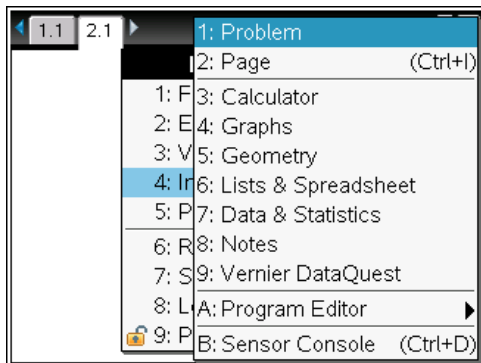 1.1 2.1
1: Problem
2: Page (Ctrl+I)
3: Calculator
4: Graphs
5: Geometry
6: Lists & Spreadsheet
7: Data & Statistics
8: Notes
9: Vernier DataQuest
A: Program Editor
B: Sensor Console (Ctrl+D)
1: F
2: E
3: V
4: In
5: P
6: R
7: S
8: L
9: P